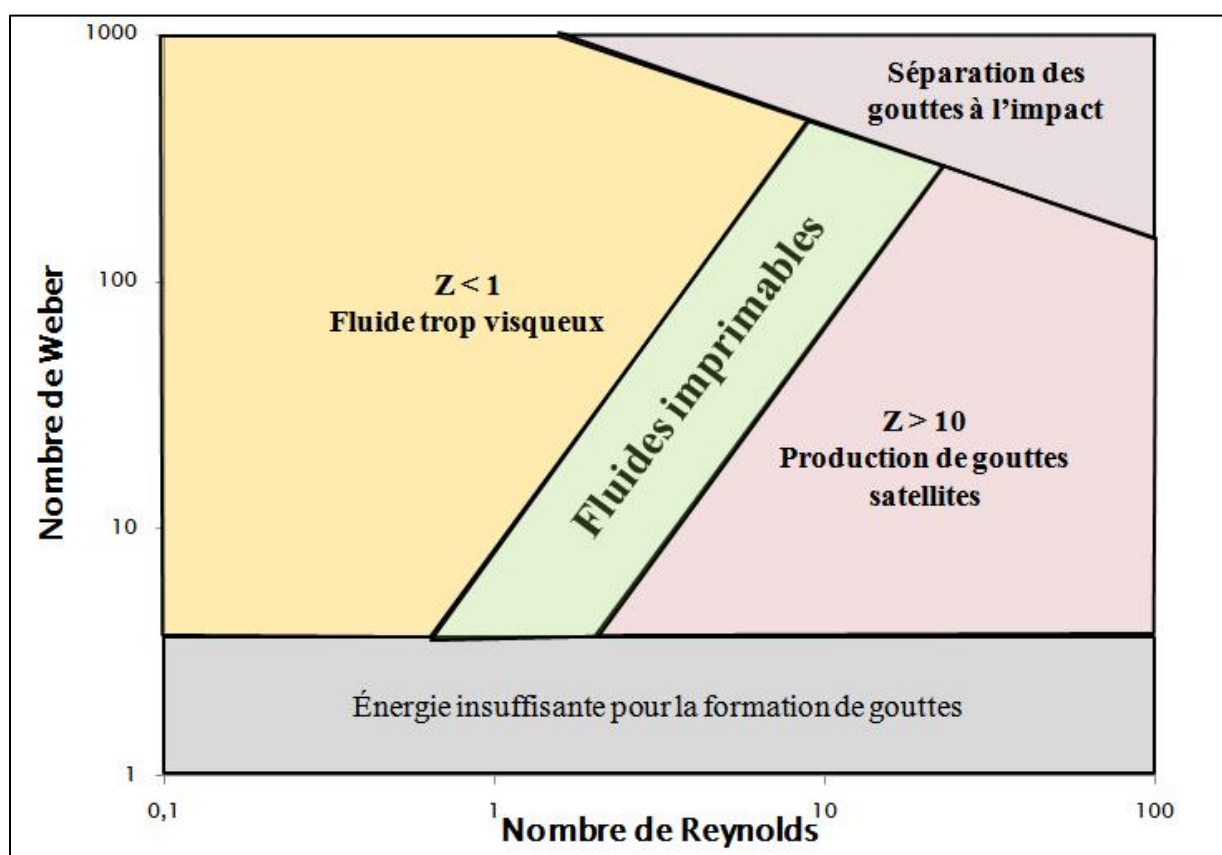 1000
Séparation des
gouttes à l'impact
Nombre de Weber
100
Z < 1
Fluide trop visqueux
Fluides imprimables
Z > 10
Production de gouttes
satellites
10
Énergie insuffisante pour la formation de gouttes
1
0,1
1
10
100
Nombre de Reynolds